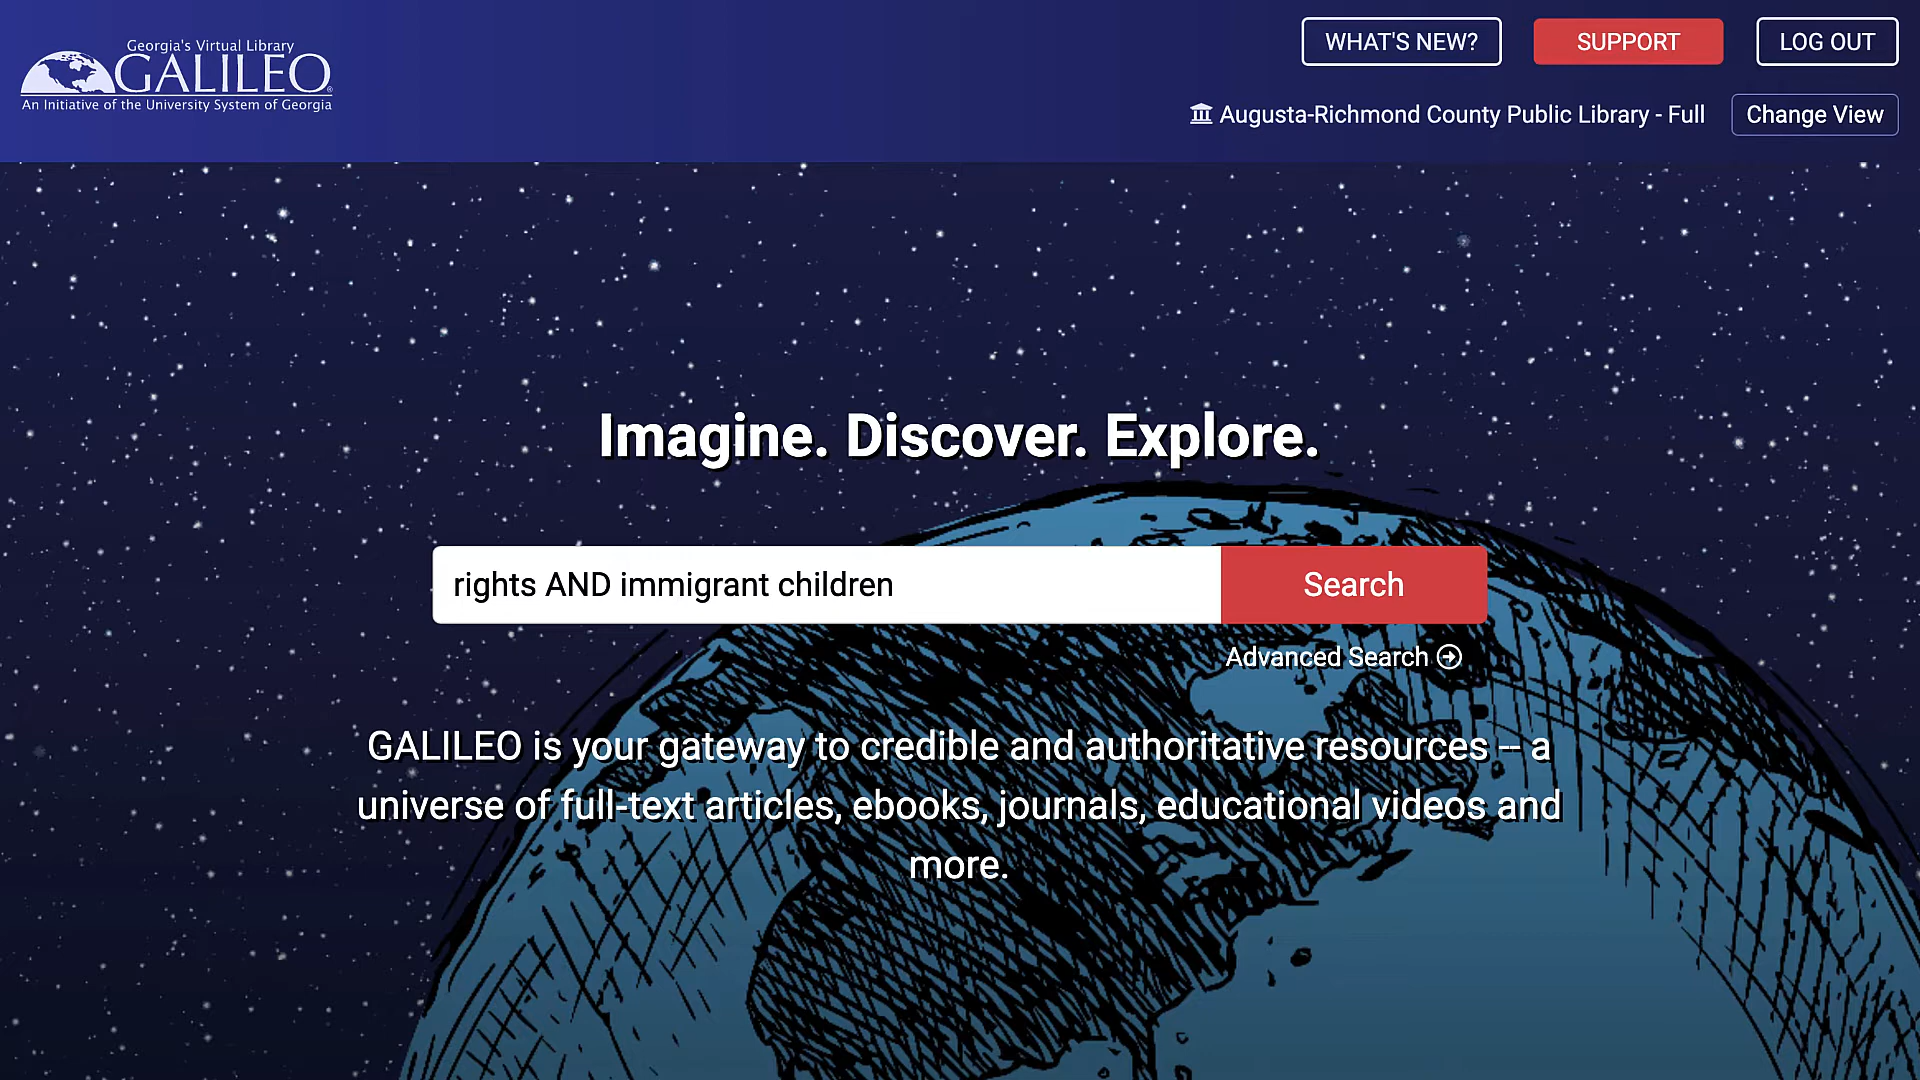 Georgia's Virtual Library
GALILEO®
An Initiative of the University System of Georgia
WHAT'S NEW?
SUPPORT
LOG OUT
Augusta-Richmond County Public Library - Full
Change View
Imagine. Discover. Explore.
rights AND immigrant children
Search
Advanced Search
GALILEO is your gateway to credible and authoritative resources -- a
universe of full-text articles, ebooks, journals, educational videos and
more.